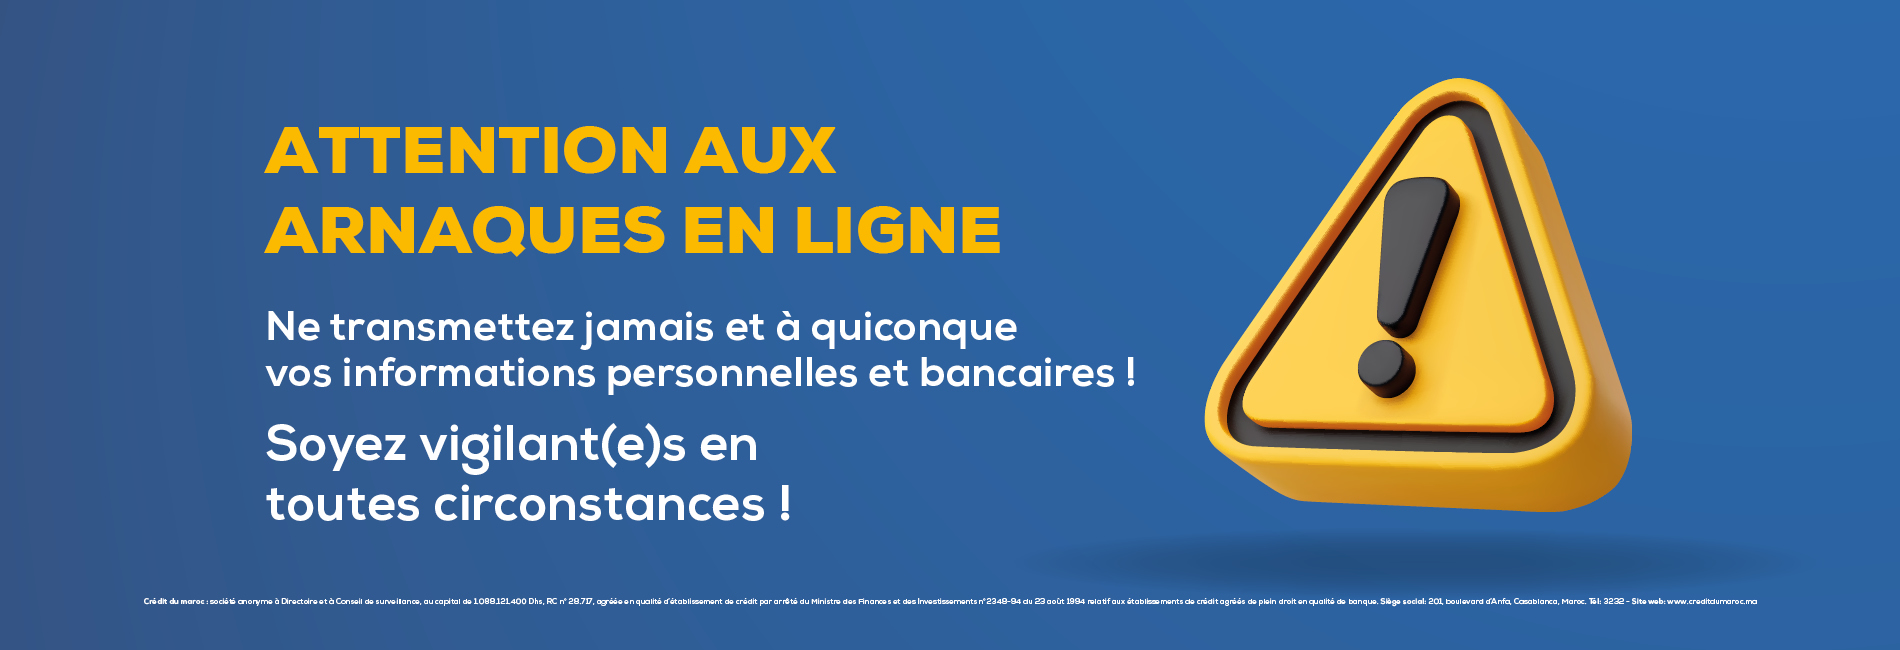 ATTENTION AUX
ARNAQUES EN LIGNE
Ne transmettez jamais et à quiconque
vos informations personnelles et bancaires !
Soyez vigilant(e)s en
toutes circonstances !
Crédit du maroc : société anonyme à Directoire et à Conseil de surveillance, au capital de 1.088.121.400 Dhs, RC n° 28.717, agréée en qualité d'établissement de crédit par arrêté du Ministre des Finances et des Investissements n°2348-94 du 23 août 1994 relatif aux établissements de crédit agréés de plein droit en qualité de banque. Siège social: 201, boulevard d'Anfa, Casablanca, Maroc. Tél: 3232 - Site web: www.creditdumaroc.ma